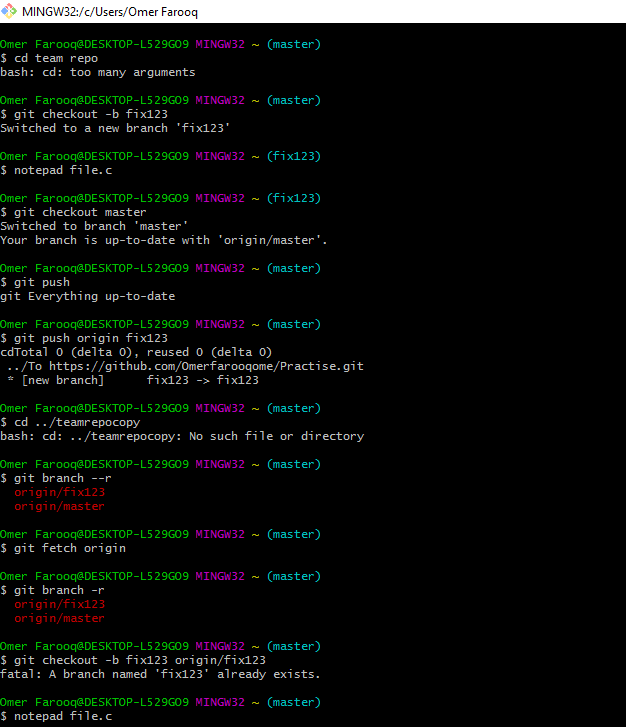 MINGW32:/c/Users/Omer Farooq
Omer Farooq@DESKTOP-L529GO9 MINGW32 ~ (master)
$ cd team repo
bash: cd: too many arguments
Omer Farooq@DESKTOP-L529GO9 MINGW32 ~ (master)
$ git checkout -b fix123
Switched to a new branch 'fix123'
Omer Farooq@DESKTOP-L529GO9 MINGW32 ~ (fix123)
$ notepad file.c
Omer Farooq@DESKTOP-L529GO9 MINGW32 ~ (fix123)
$ git checkout master
Switched to branch 'master'
Your branch is up-to-date with 'origin/master'.
Omer Farooq@DESKTOP-L529GO9 MINGW32 ~ (master)
$ git push
git Everything up-to-date
Omer Farooq@DESKTOP-L529GO9 MINGW32 ~ (master)
$ git push origin fix123
cdTotal 0 (delta 0), reused 0 (delta 0)
../To https://github.com/Omerfarooqome/Practise.git
* [new branch]      fix123 -> fix123
Omer Farooq@DESKTOP-L529GO9 MINGW32 ~ (master)
$ cd ../teamrepocopy
bash: cd: ../teamrepocopy: No such file or directory
Omer Farooq@DESKTOP-L529GO9 MINGW32 ~ (master)
$ git branch --r
origin/fix123
origin/master
Omer Farooq@DESKTOP-L529GO9 MINGW32 ~ (master)
$ git fetch origin
Omer Farooq@DESKTOP-L529GO9 MINGW32 ~ (master)
$ git branch -r
origin/fix123
origin/master
Omer Farooq@DESKTOP-L529GO9 MINGW32 ~ (master)
$ git checkout -b fix123 origin/fix123
fatal: A branch named 'fix123' already exists.
Omer Farooq@DESKTOP-L529GO9 MINGW32 ~ (master)
$ notepad file.c